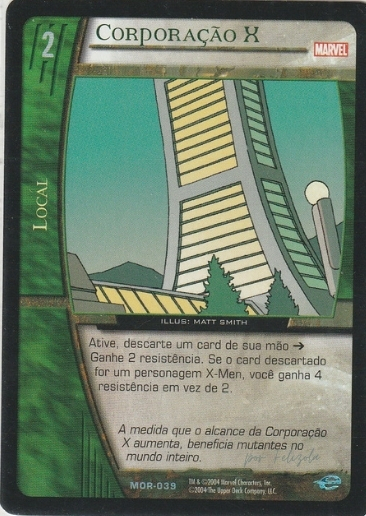 2
CORPORAÇÃO X
MARVEL
LOCAL
ILLUS: MATT SMITH
Ative, descarte um card de sua mão →
Ganhe 2 resistência. Se o card descartado
for um personagem X-Men, você ganha 4
resistência em vez de 2.
A medida que o alcance da Corporação
X aumenta, beneficia mutantes no
mundo inteiro.
por Felizola
MOR-039
TM & ©2004 Marvel Characters, Inc.
©2004 The Upper Deck Company, LLC.